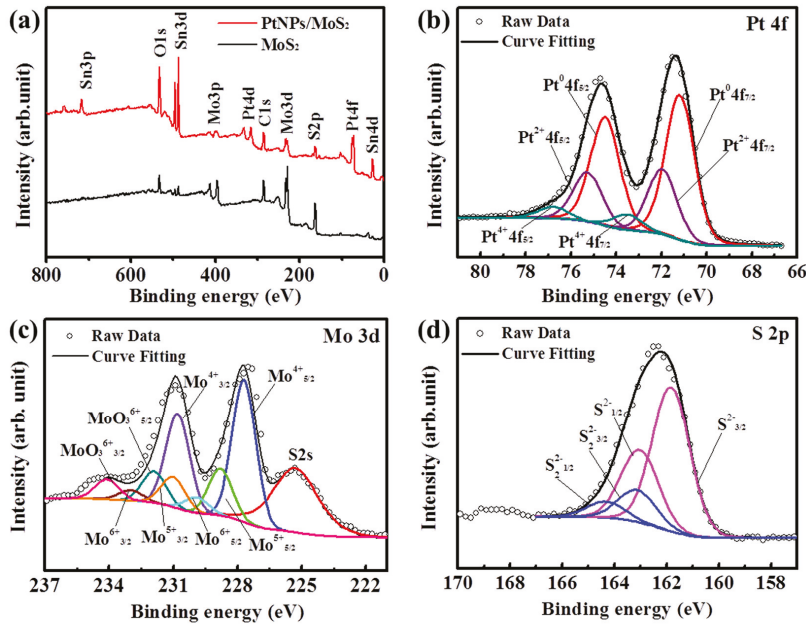 (a)
PtNPs/MoS2
MoS2
Sn3p
O1s
Sn3d
Mo3p
Pt4d
C1s
Mo3d
S2p
Pt4f
Sn4d
Intensity (arb.unit)
800 600 400 200 0
Binding energy (eV)
(b)
Raw Data
Curve Fitting
Pt 4f
Pt0 4f5/2
Pt2+ 4f5/2
Pt0 4f7/2
Pt2+ 4f7/2
Pt4+ 4f5/2
Pt4+ 4f7/2
Intensity (arb.unit)
80 78 76 74 72 70 68 66
Binding energy (eV)
(c)
Raw Data
Curve Fitting
Mo 3d
Mo4+3/2
Mo4+5/2
MoO36+5/2
MoO36+3/2
S2s
Mo6+3/2
Mo5+3/2
Mo6+5/2
Mo5+5/2
Intensity (arb. unit)
237 234 231 228 225 221
Binding energy (eV)
(d)
Raw Data
Curve Fitting
S 2p
S2-1/2
S22-3/2
S22-1/2
S2-3/2
Intensity (arb. unit)
170 168 166 164 162 160 158 157
Binding energy (eV)